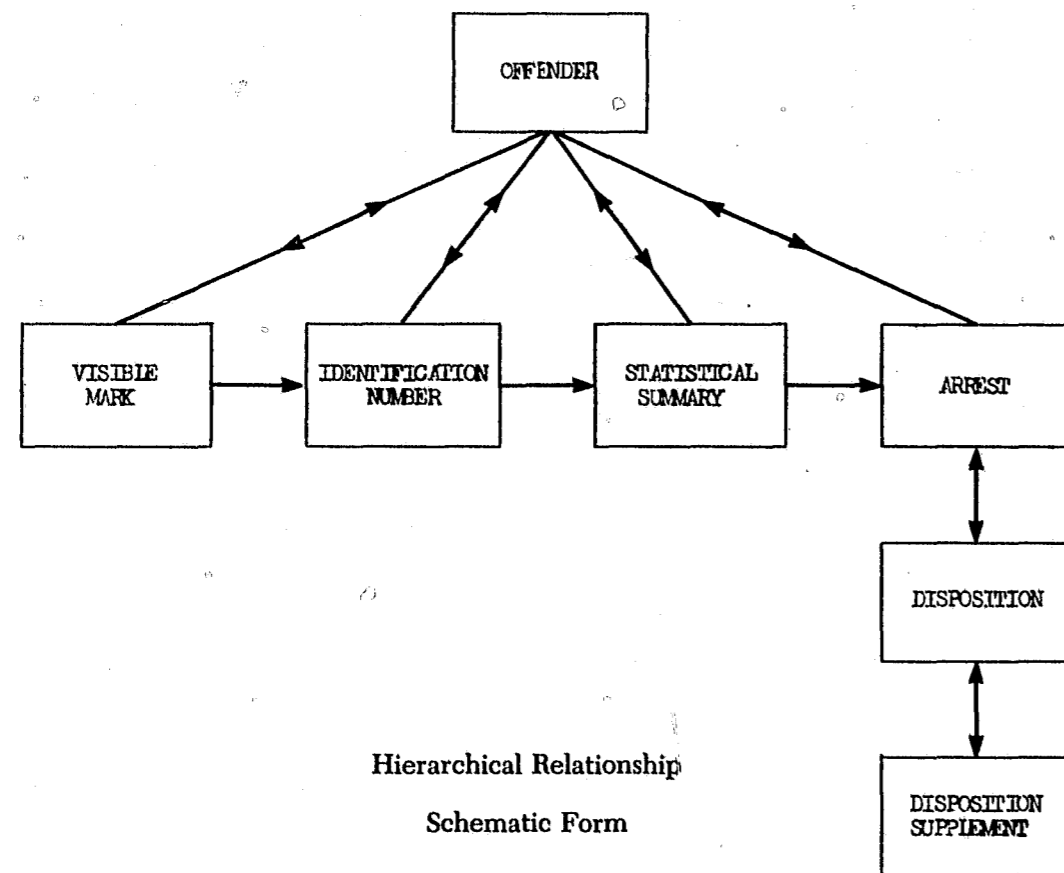 OFFENDER
VISIBLE
MARK
IDENTIFICATION
NUMBER
STATISTICAL
SUMMARY
ARREST
DISPOSITION
DISPOSITION
SUPPLEMENT
Hierarchical Relationship
Schematic Form